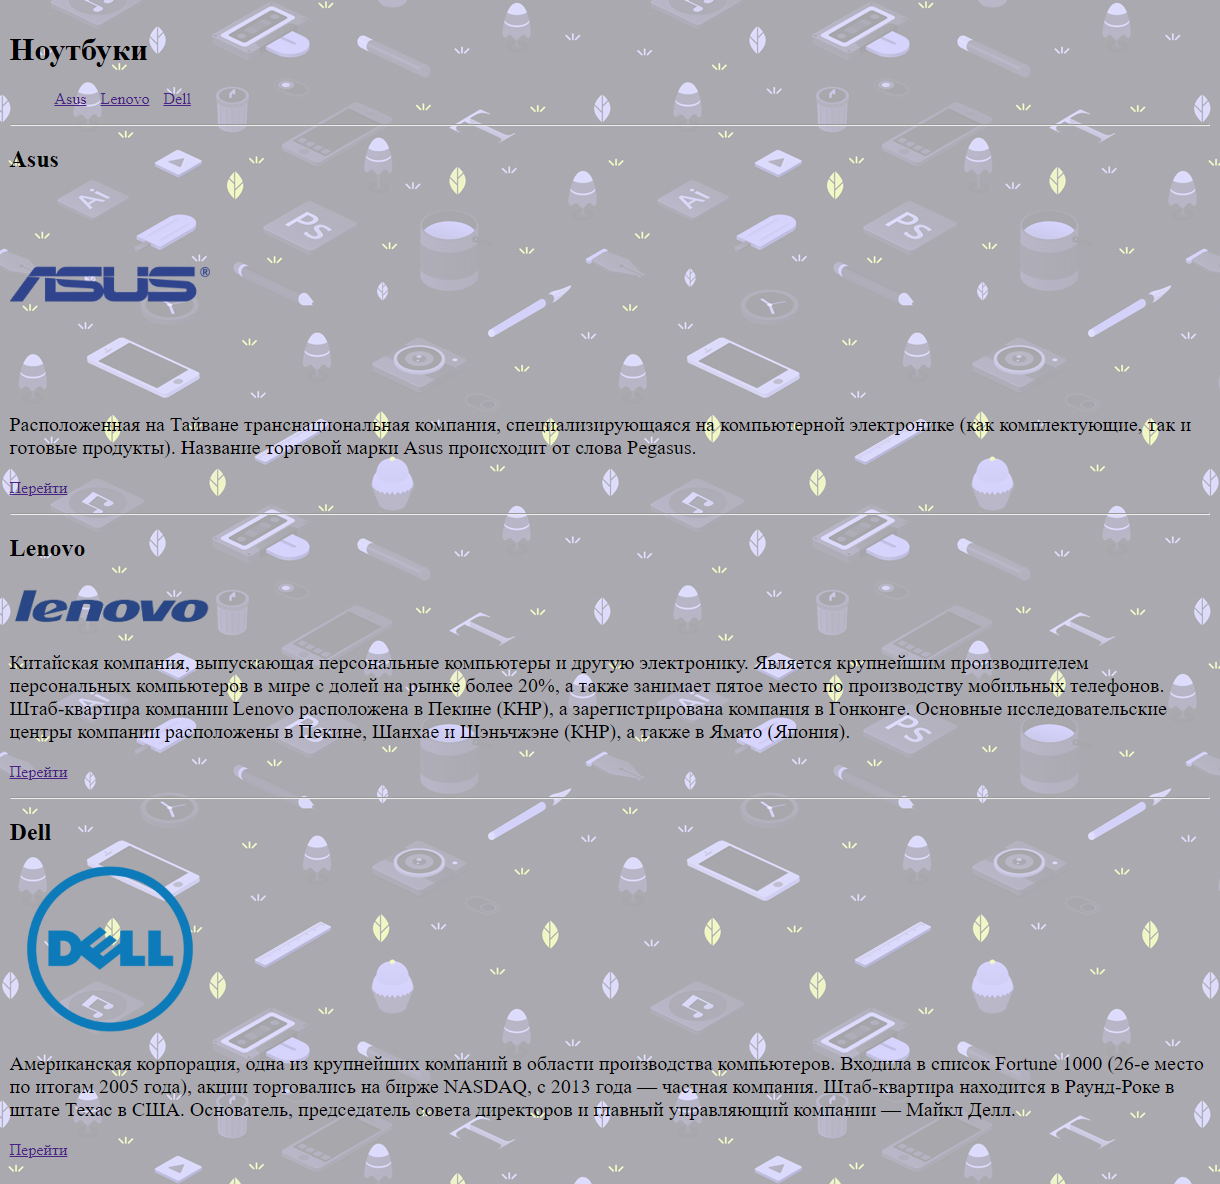 Ноутбуки
Asus Lenovo Dell
Asus
ASUS®
Расположенная на Тайване транснациональная компания, специализирующаяся на компьютерной электронике (как комплектующие, так и
готовые продукты). Название торговой марки Asus происходит от слова Pegasus.
Перейти
Lenovo
lenovo
Китайская компания, выпускающая персональные компьютеры и другую электронику. Является крупнейшим производителем
персональных компьютеров в мире с долей на рынке более 20%, а также занимает пятое место по производству мобильных телефонов.
Штаб-квартира компании Lenovo расположена в Пекине (КНР), а зарегистрирована компания в Гонконге. Основные исследовательские
центры компании расположены в Пекине, Шанхае и Шэньчжэне (КНР), а также в Ямато (Япония).
Перейти
Dell
DELL
Американская корпорация, одна из крупнейших компаний в области производства компьютеров. Входила в список Fortune 1000 (26-е место
по итогам 2005 года), акции торговались на бирже NASDAQ, с 2013 года — частная компания. Штаб-квартира находится в Раунд-Роке в
штате Техас в США. Основатель, председатель совета директоров и главный управляющий компании — Майкл Делл.
Перейти
Ai
Ps
Ai
Ps
Ps
Ps